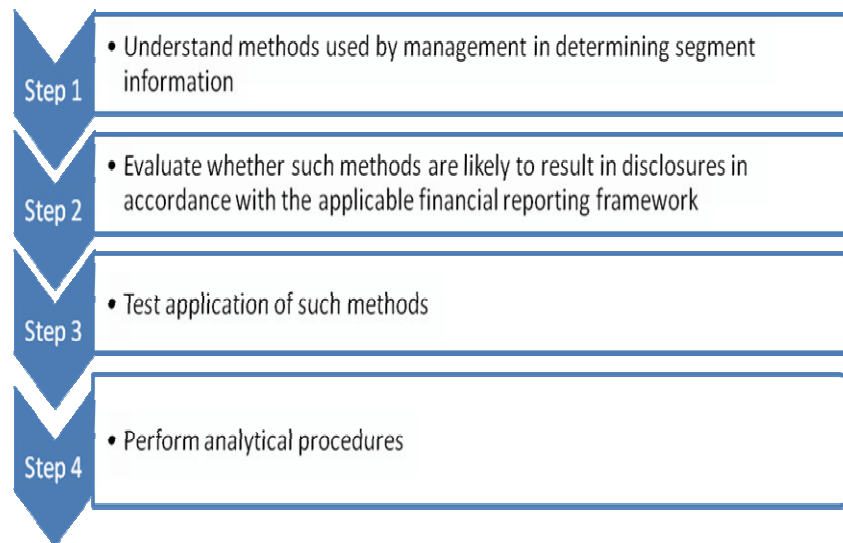 Step 1
• Understand methods used by management in determining segment
information
Step 2
• Evaluate whether such methods are likely to result in disclosures in
accordance with the applicable financial reporting framework
Step 3
• Test application of such methods
Step 4
• Perform analytical procedures